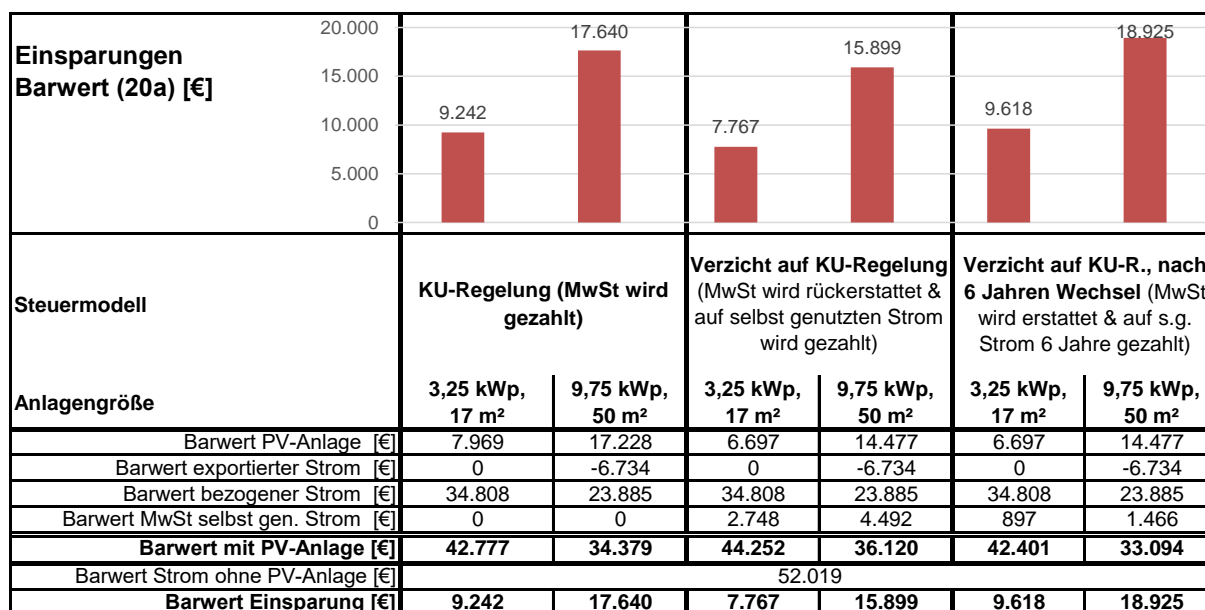 Einsparungen
Barwert (20a) [€]
20.000
15.000
10.000
5.000
0
9.242
17.640
7.767
15.899
9.618
18.925
Steuermodell
KU-Regelung (MwSt wird
gezahlt)
Verzicht auf KU-Regelung
(MwSt wird rückerstattet &
auf selbst genutzten Strom
wird gezahlt)
Verzicht auf KU-R., nach
6 Jahren Wechsel (MwSt
wird erstattet & auf s.g.
Strom 6 Jahre gezahlt)
Anlagengröße
3,25 kWp,
17 m²
9,75 kWp,
50 m²
3,25 kWp,
17 m²
9,75 kWp,
50 m²
3,25 kWp,
17 m²
9,75 kWp,
50 m²
Barwert PV-Anlage [€] 7.969 17.228 6.697 14.477 6.697 14.477
Barwert exportierter Strom [€] 0 -6.734 0 -6.734 0 -6.734
Barwert bezogener Strom [€] 34.808 23.885 34.808 23.885 34.808 23.885
Barwert MwSt selbst gen. Strom [€] 0 0 2.748 4.492 897 1.466
Barwert mit PV-Anlage [€] 42.777 34.379 44.252 36.120 42.401 33.094
Barwert Strom ohne PV-Anlage [€] 52.019
Barwert Einsparung [€] 9.242 17.640 7.767 15.899 9.618 18.925